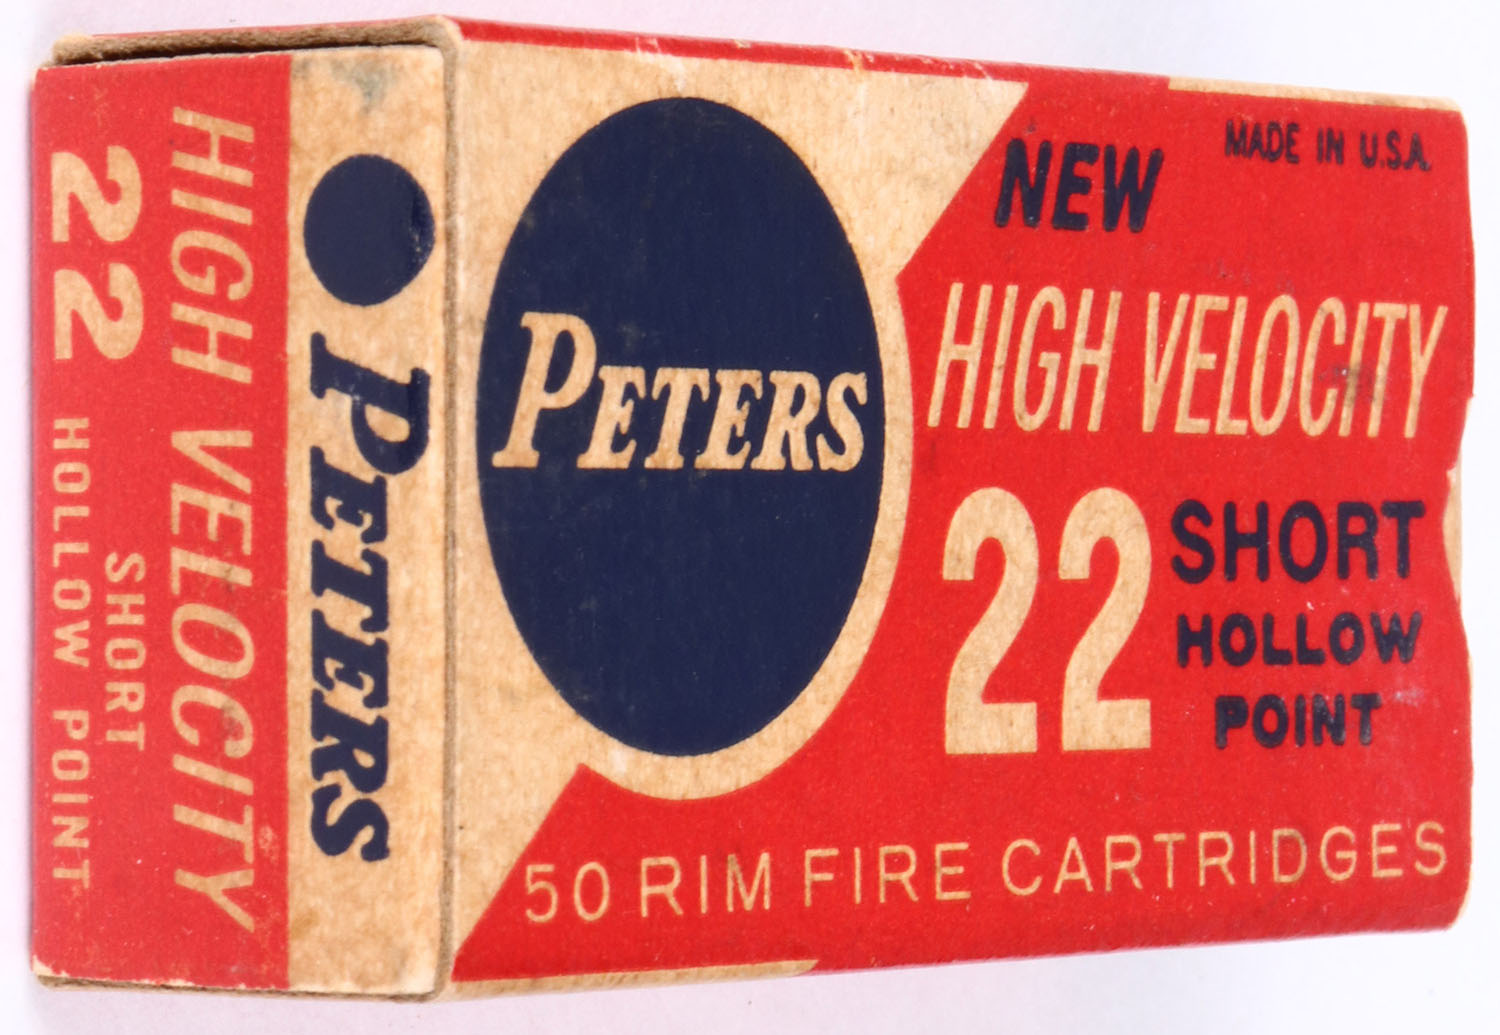 HIGH VELOCITY
22 SHORT
HOLLOW POINT
PETERS
PETERS
NEW
MADE IN U.S.A.
HIGH VELOCITY
22 SHORT
HOLLOW
POINT
50 RIM FIRE CARTRIDGES